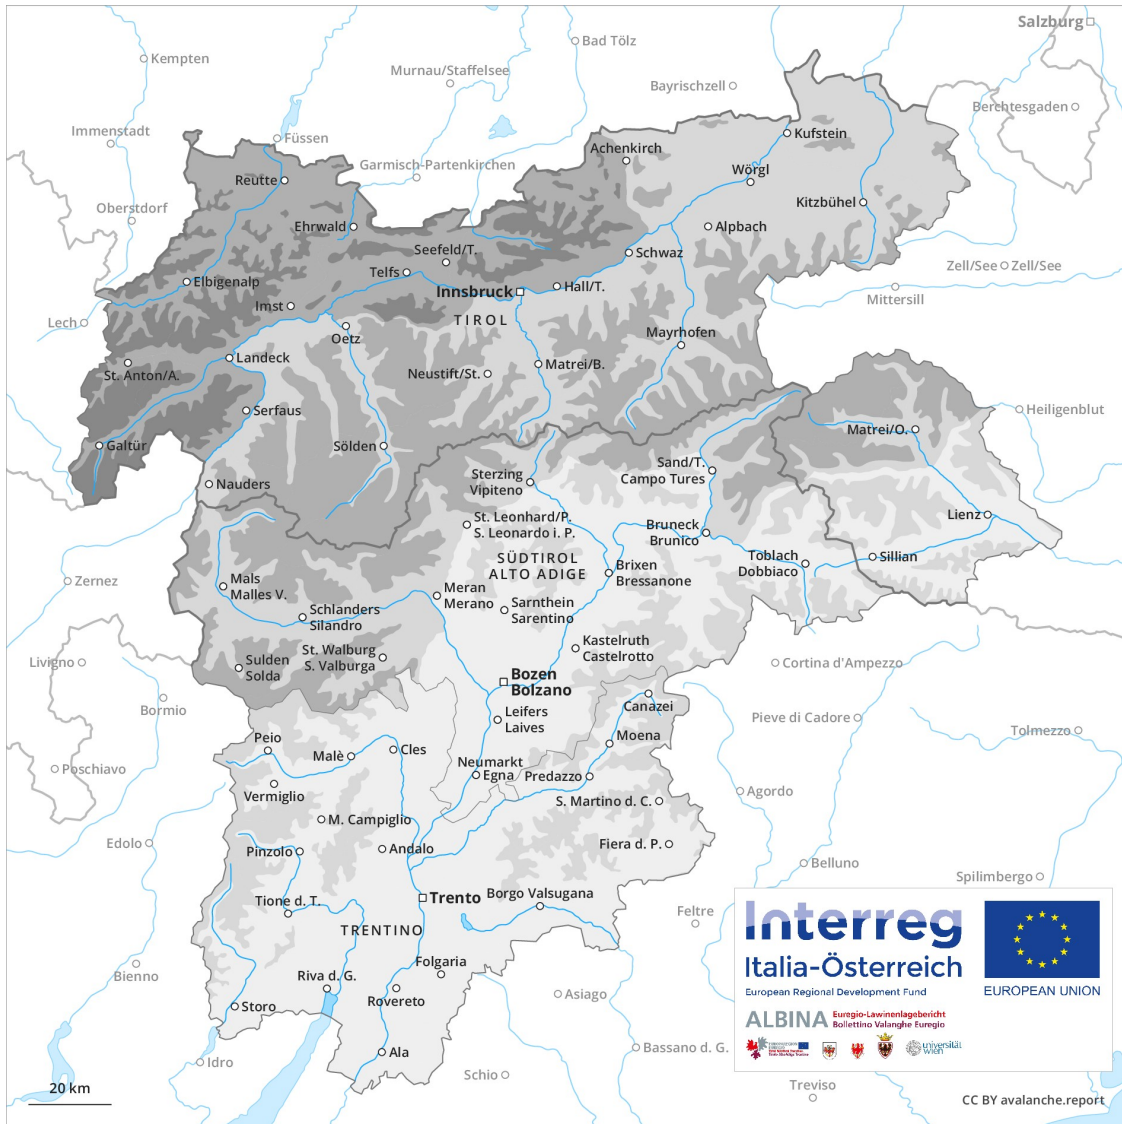 Salzburg
Bad Tölz
Kempten
Murnau/Staffelsee
Bayrischzell
Berchtesgaden
Immenstadt
Füssen
Kufstein
Achenkirch
Garmisch-Partenkirchen
Wörgl
Reutte
Kitzbühel
Oberstdorf
Ehrwald
Alpbach
Seefeld/T.
Schwaz
Zell/See
Zell/See
Telfs
Elbigenalp
Innsbruck
Hall/T.
Mittersill
Imst
Lech
TIROL
Oetz
Mayrhofen
Landeck
Matrei/B.
St. Anton/A.
Neustift/St.
Serfaus
Heiligenblut
Matrei/O.
Galtür
Sölden
Sterzing
Vipiteno
Sand/T.
Campo Tures
Nauders
St. Leonhard/P.
S. Leonardo i. P.
Lienz
Bruneck
Brunico
SÜDTIROL
ALTO ADIGE
Toblach
Dobbiaco
Sillian
Brixen
Bressanone
Zernez
Mals
Malles V.
Meran
Merano
Sarnthein
Sarentino
Schlanders
Silandro
Kastelruth
Castelrotto
St. Walburg
S. Valburga
Livigno
Sulden
Solda
Cortina d'Ampezzo
Bozen
Bolzano
Bormio
Canazei
Leifers
Laives
Pieve di Cadore
Tolmezzo
Peio
Moena
Cles
Malè
Neumarkt
Egna
Predazzo
Poschiavo
Vermiglio
Agordo
S. Martino d. C.
M. Campiglio
Edolo
Fiera d. P.
Pinzolo
Andalo
Belluno
Spilimbergo
Tione d. T.
Trento
Borgo Valsugana
Feltre
TRENTINO
Interreg
Italia-Österreich
European Regional Development Fund
EUROPEAN UNION
Bienno
Folgaria
Riva d. G.
Rovereto
Asiago
Storo
ALBINA
Euregio-Lawinenlagebericht
Bollettino Valanghe Euregio
universität
wien
Ala
Bassano d. G.
Idro
Schio
20 km
Treviso
CC BY avalanche.report